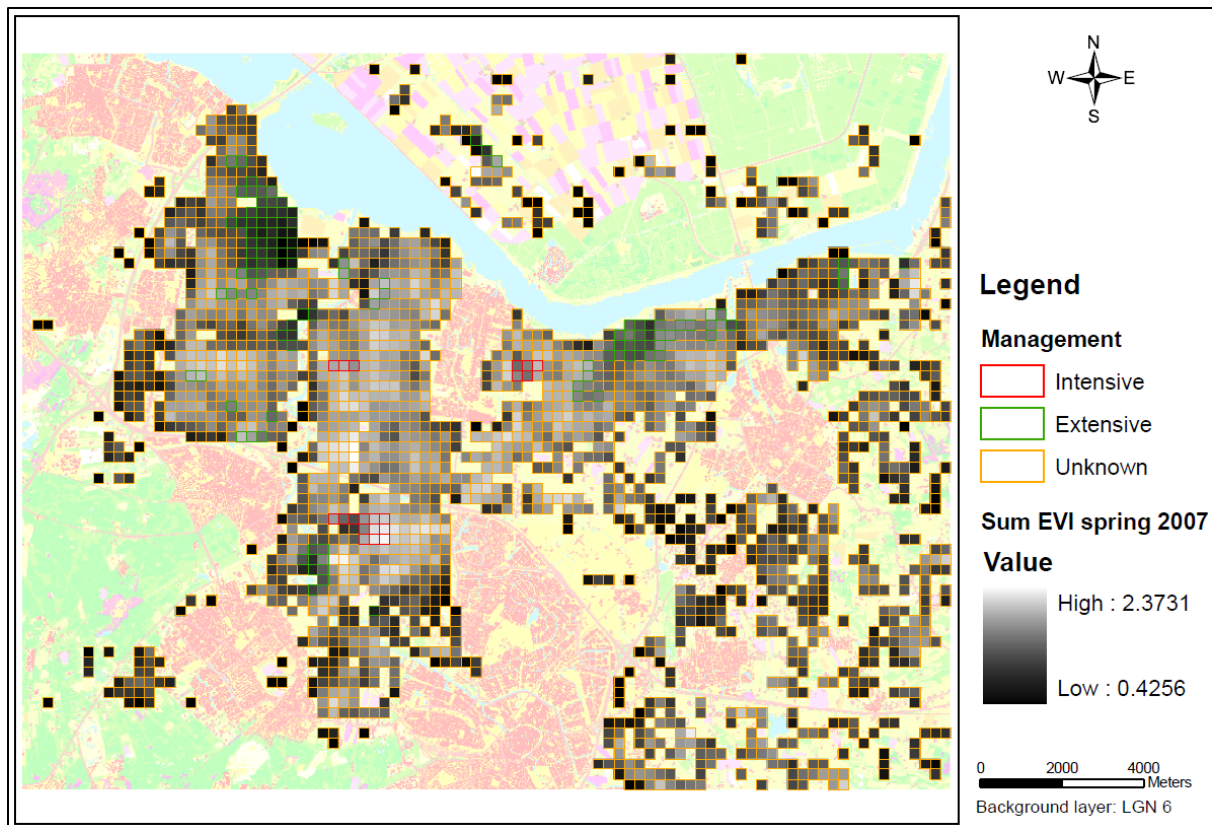 N
W E
S
Legend
Management
Intensive
Extensive
Unknown
Sum EVI spring 2007
Value
High : 2.3731
Low : 0.4256
0 2000 4000
Meters
Background layer: LGN 6